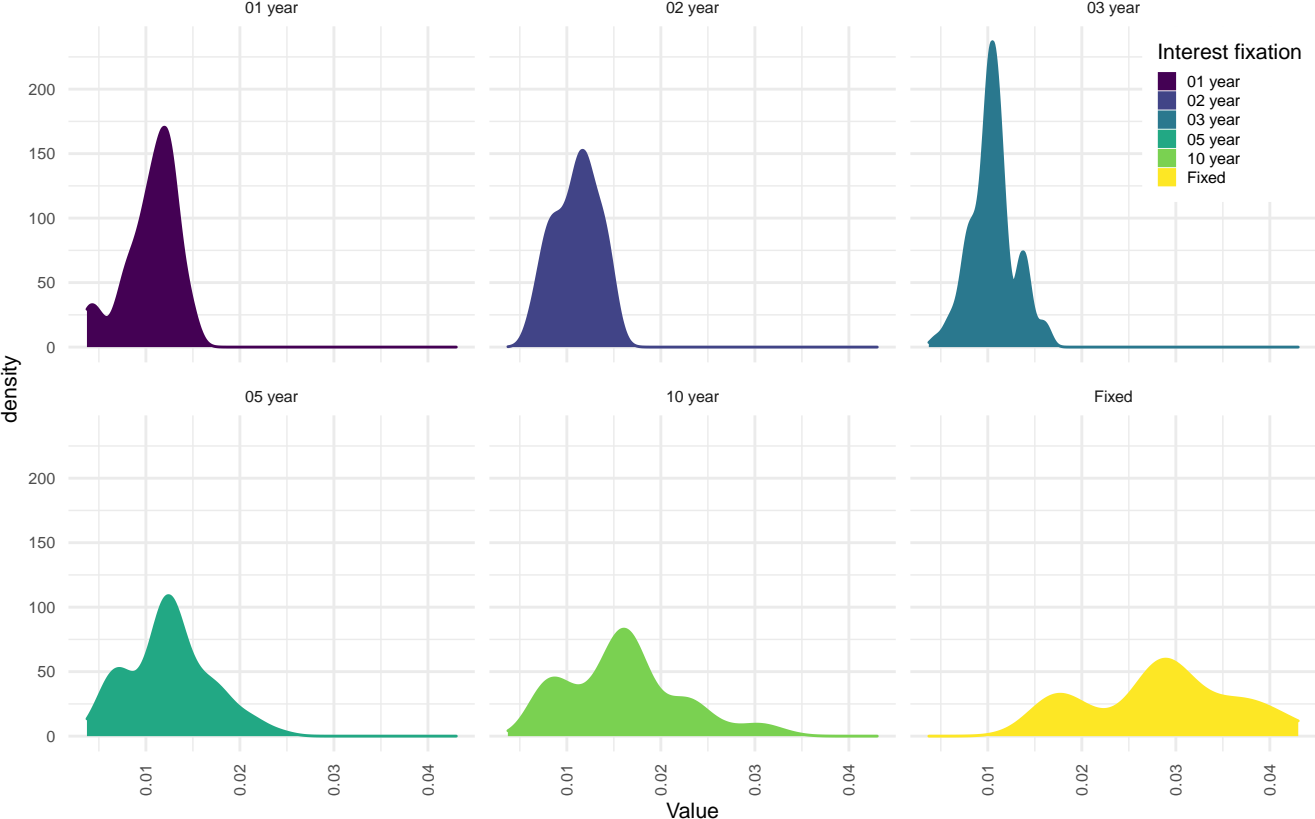 01 year
02 year
03 year
Interest fixation
01 year
02 year
03 year
05 year
10 year
Fixed
200
150
100
50
0
density
05 year
10 year
Fixed
200
150
100
50
0
0.01
0.02
0.03
0.04
0.01
0.02
0.03
0.04
0.01
0.02
0.03
0.04
Value